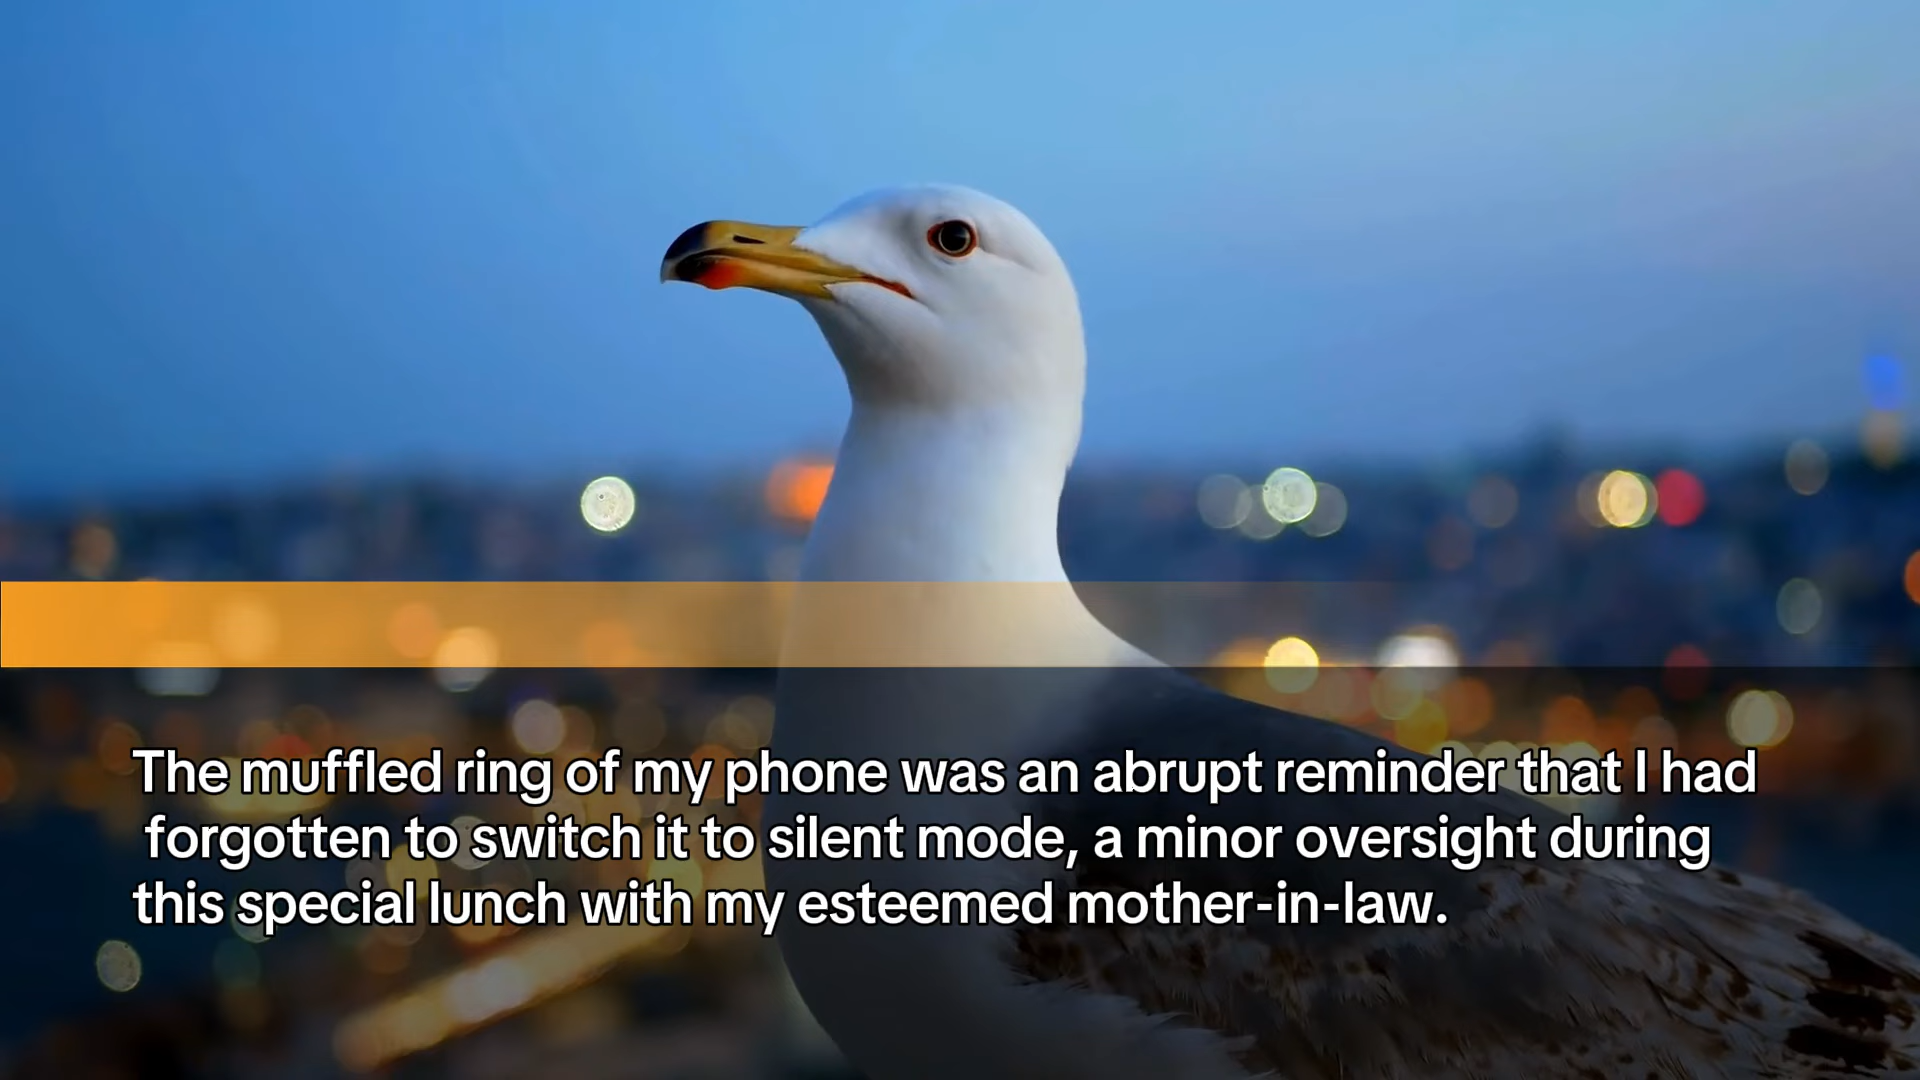 The muffled ring of my phone was an abrupt reminder that I had
forgotten to switch it to silent mode, a minor oversight during
this special lunch with my esteemed mother-in-law.